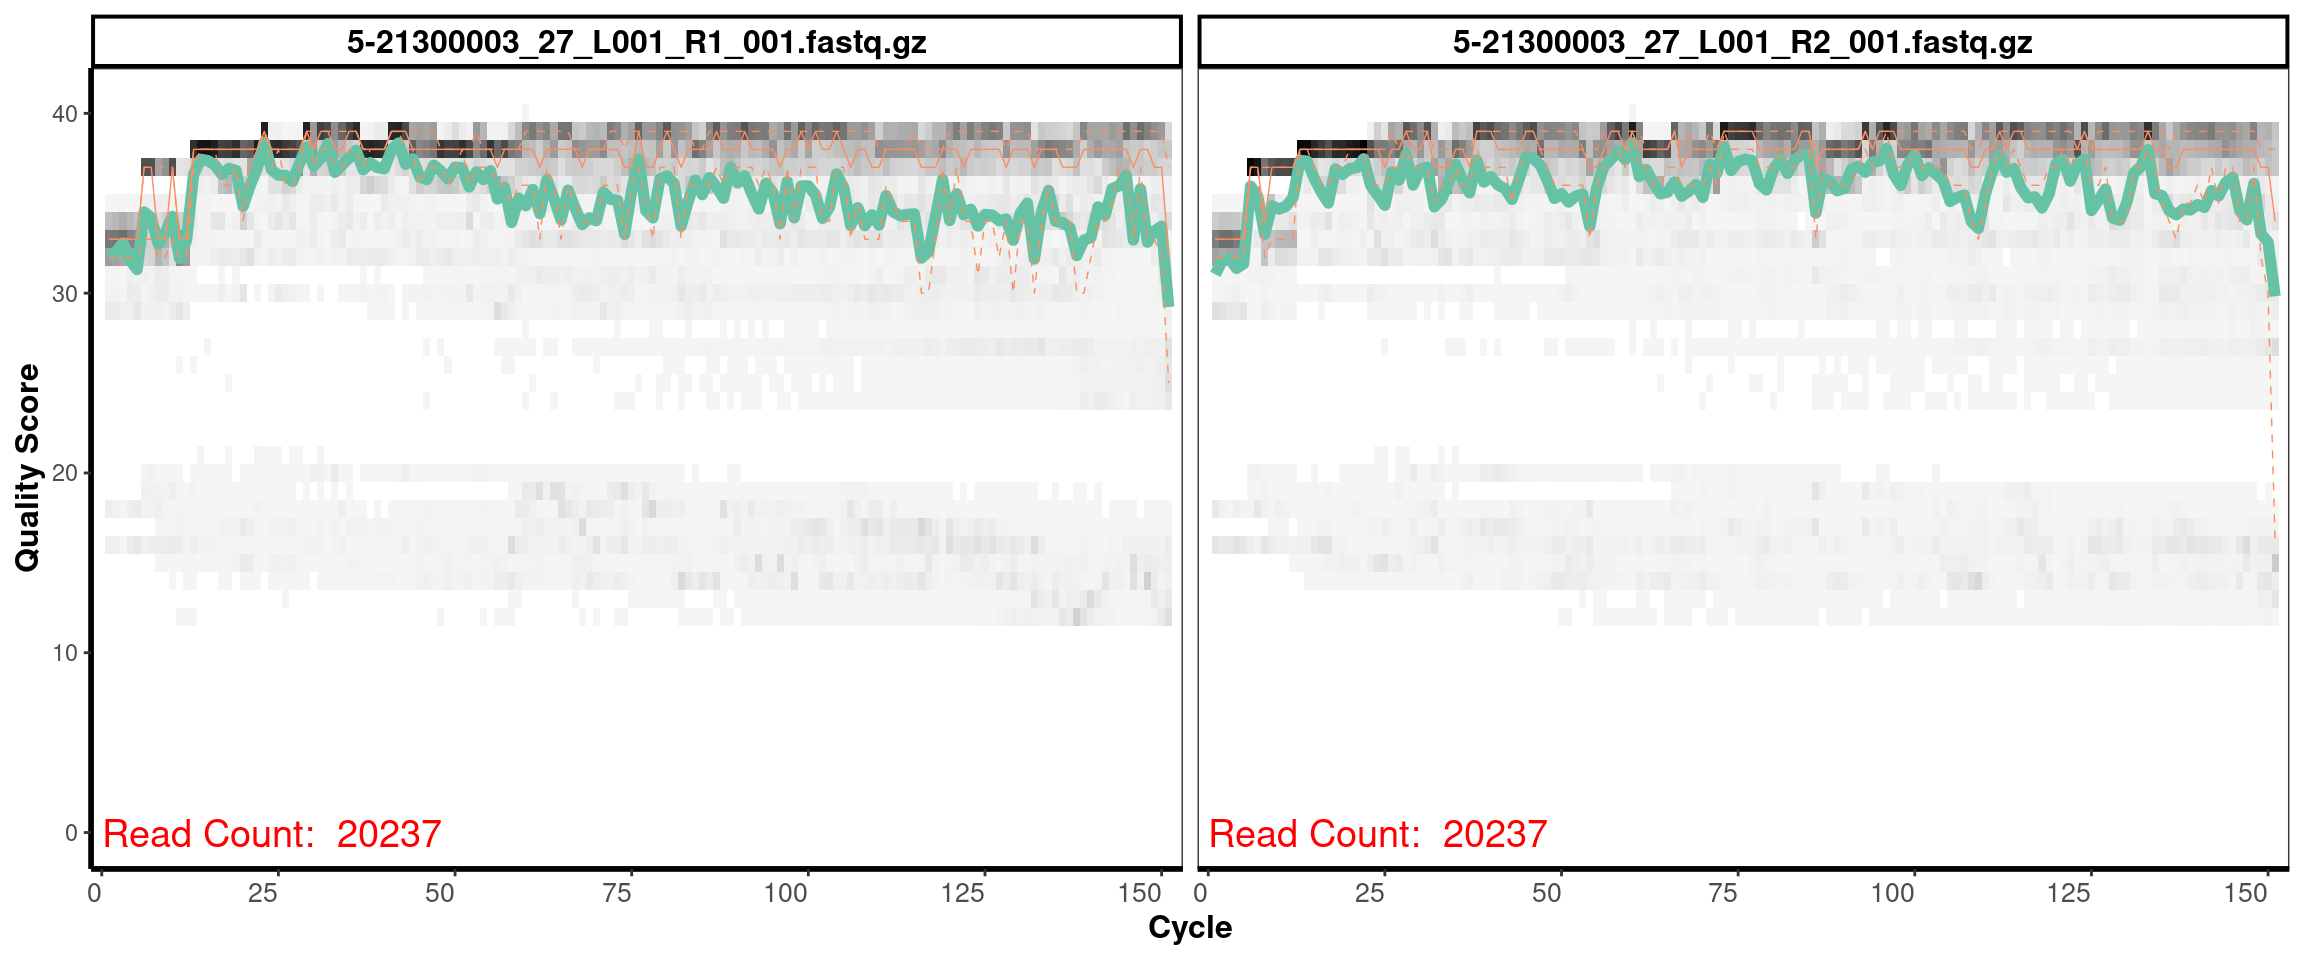 5-21300003_27_L001_R1_001.fastq.gz
5-21300003_27_L001_R2_001.fastq.gz
Quality Score
40
30
20
10
0
Read Count:  20237
Read Count:  20237
0 25 50 75 100 125 150
0 25 50 75 100 125 150
Cycle